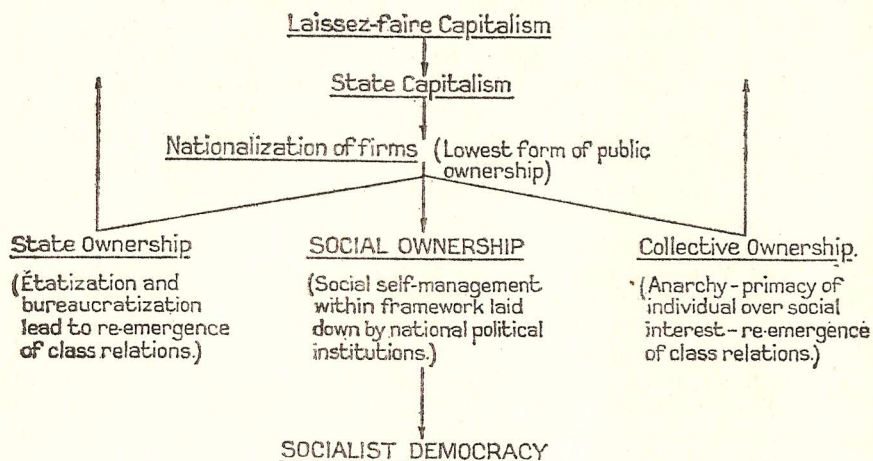 Laissez-faire Capitalism
State Capitalism
Nationalization of firms (Lowest form of public
ownership)
State Ownership
(Étatization and
bureaucratization
lead to re-emergence
of class relations.)
SOCIAL OWNERSHIP
(Social self-management
within framework laid
down by national political
institutions.)
Collective Ownership.
(Anarchy-primacy of
individual over social
interest-re-emergence
of class relations.)
SOCIALIST DEMOCRACY